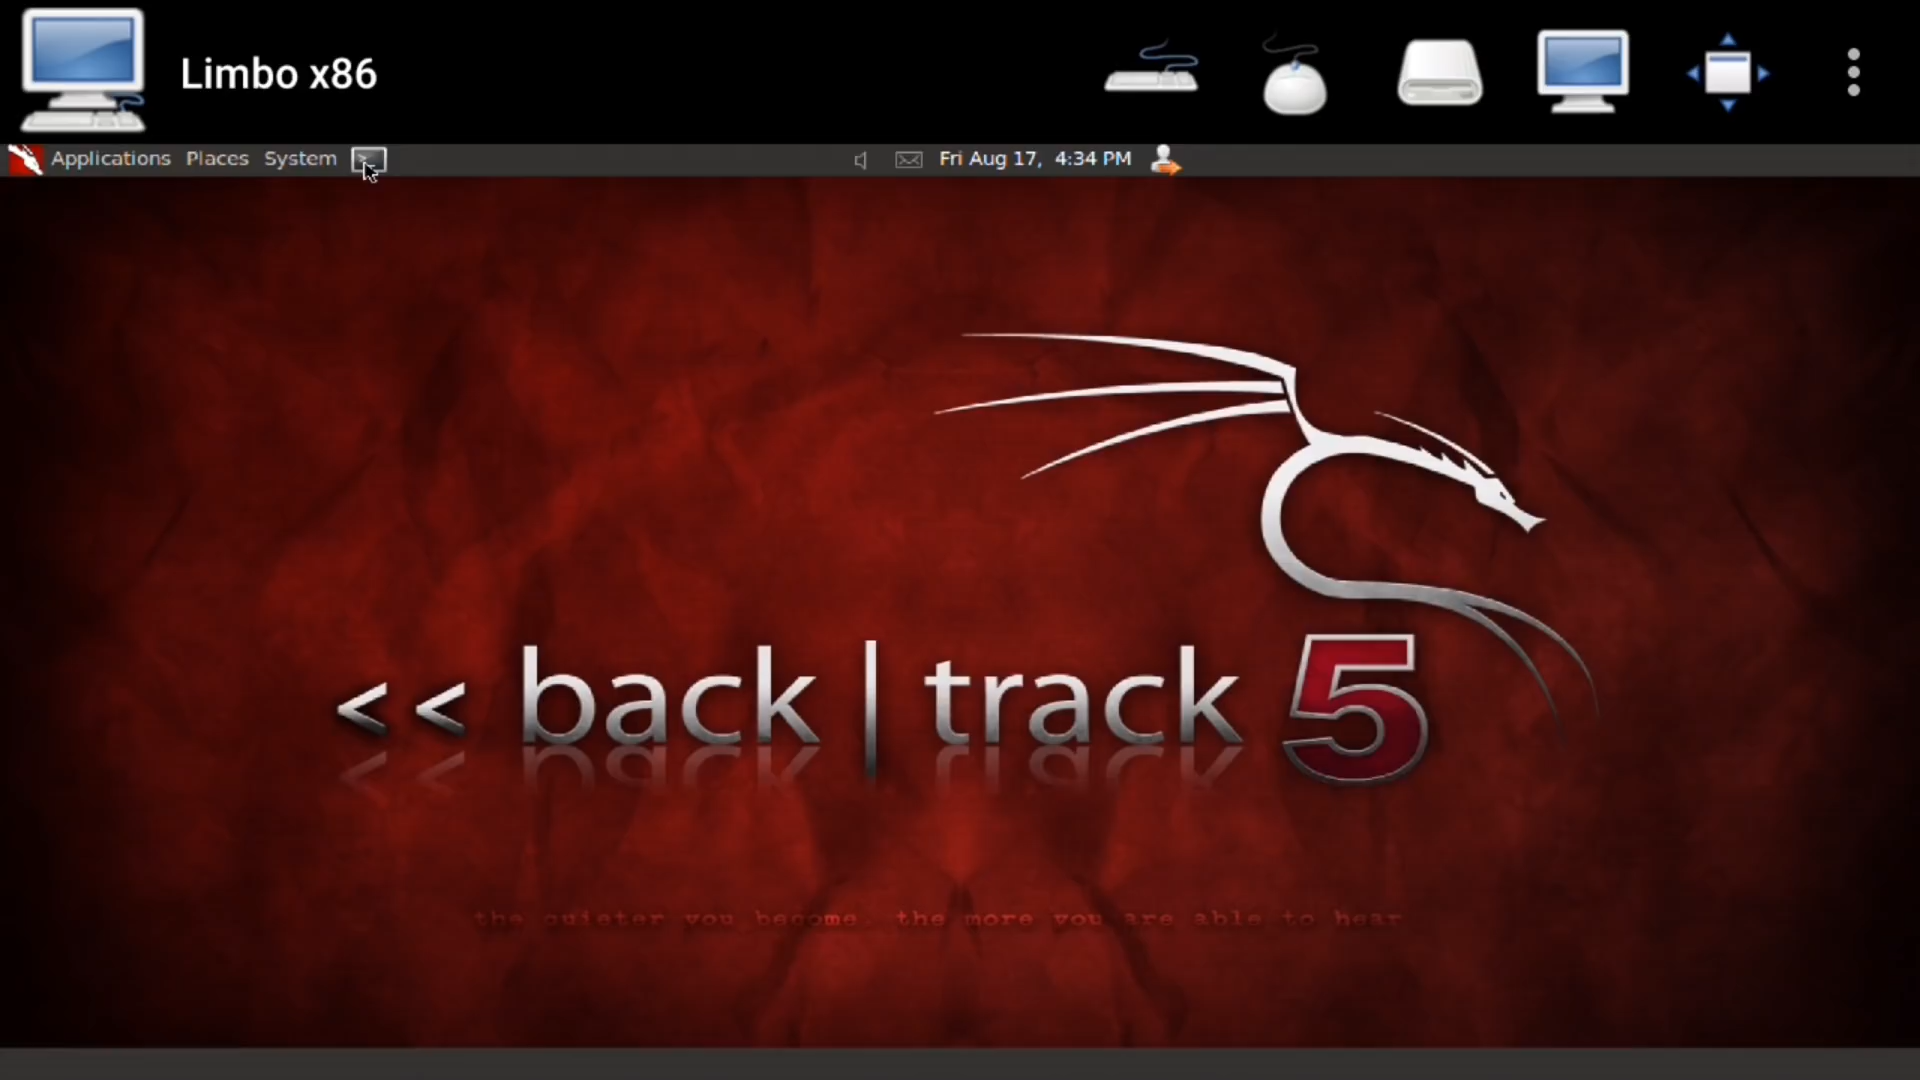 Limbo x86
Applications Places System Fri Aug 17, 4:34 PM
<< back | track 5
the quieter you become, the more you are able to hear